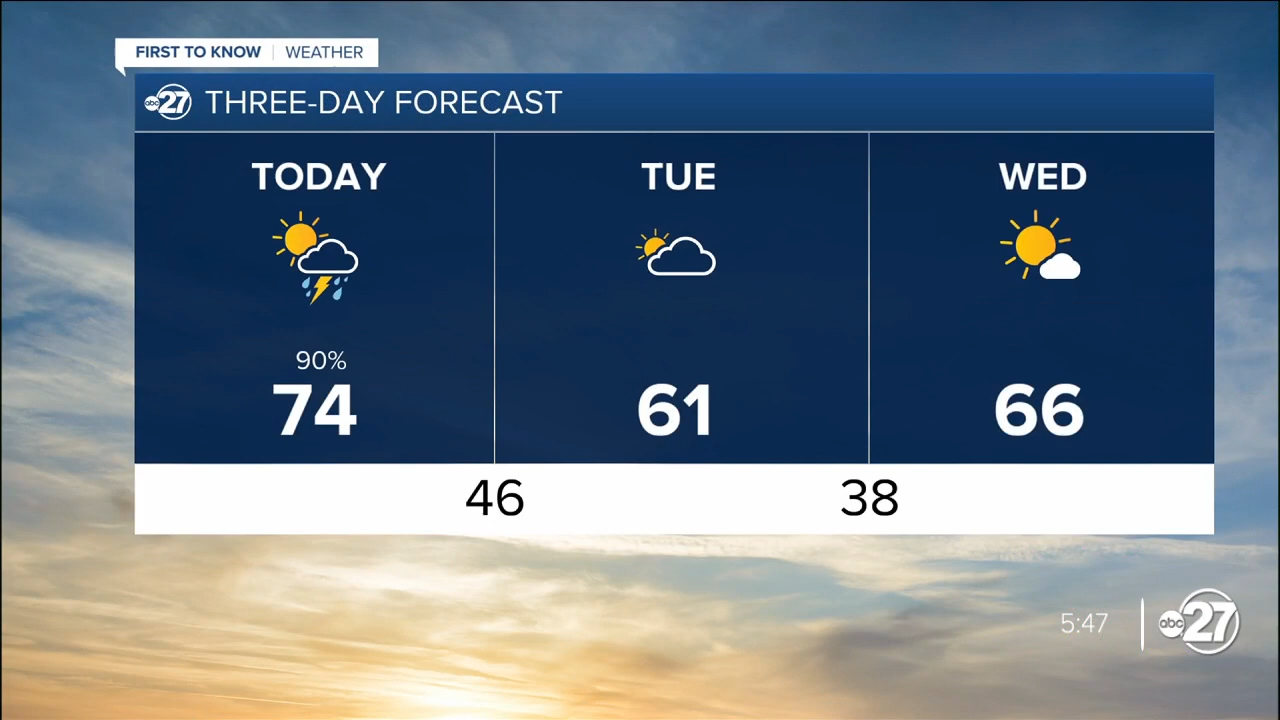 FIRST TO KNOW | WEATHER
abc 27 THREE-DAY FORECAST
TODAY TUE WED
90%
74 61 66
46 38
5:47 | abc 27